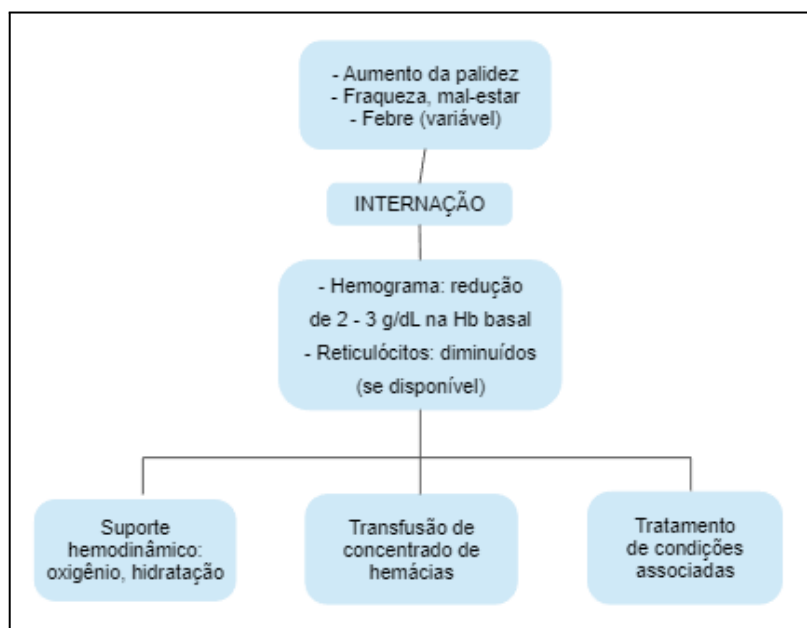 - Aumento da palidez
- Fraqueza, mal-estar
- Febre (variável)
INTERNAÇÃO
- Hemograma: redução
de 2 - 3 g/dL na Hb basal
- Reticulócitos: diminuídos
(se disponível)
Suporte
hemodinâmico:
oxigênio, hidratação
Transfusão de
concentrado de
hemácias
Tratamento
de condições
associadas